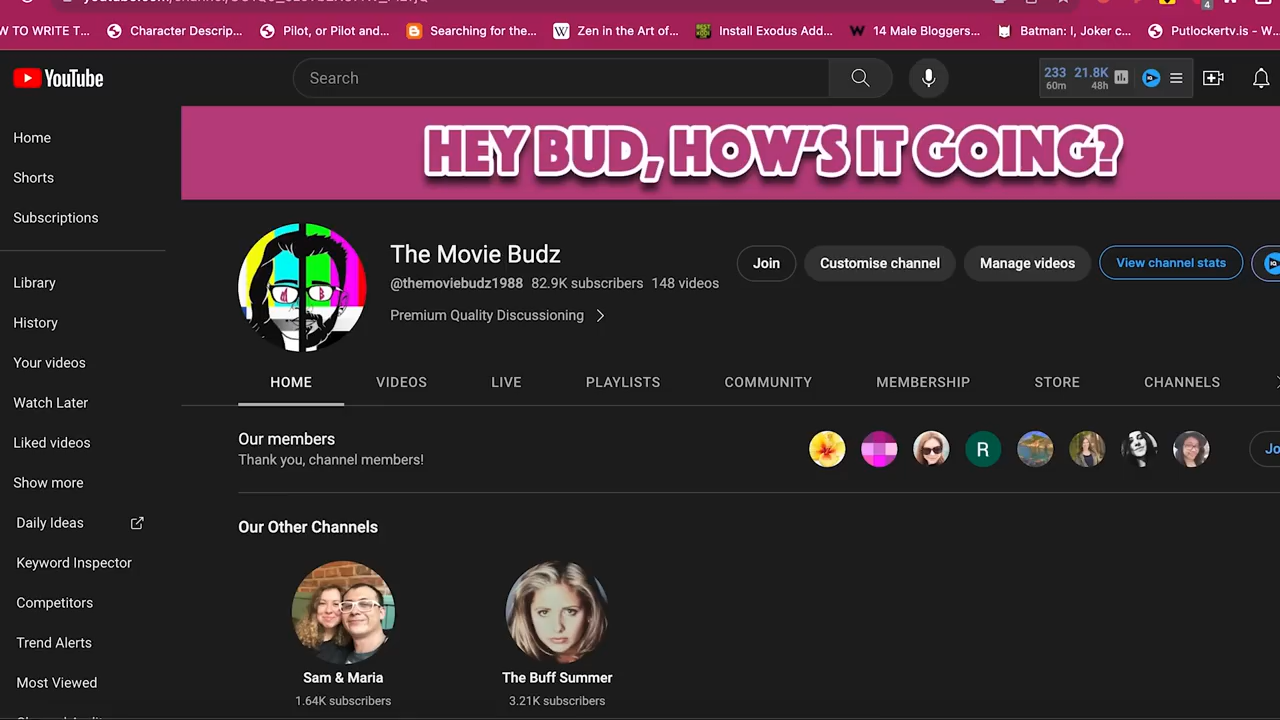 W TO WRITE T...
Character Descrip...
Pilot, or Pilot and...
Searching for the...
Zen in the Art of...
Install Exodus Add...
14 Male Bloggers...
Batman: I, Joker c...
Putlockertv.is - W...
YouTube
Search
233 21.8K
60m 48h
Home
Shorts
Subscriptions
Library
History
Your videos
Watch Later
Liked videos
Show more
Daily Ideas
Keyword Inspector
Competitors
Trend Alerts
Most Viewed
HEY BUD, HOW'S IT GOING?
The Movie Budz
@themoviebudz1988 82.9K subscribers 148 videos
Premium Quality Discussioning
Join
Customise channel
Manage videos
View channel stats
HOME
VIDEOS
LIVE
PLAYLISTS
COMMUNITY
MEMBERSHIP
STORE
CHANNELS
Our members
Thank you, channel members!
R
Jo
Our Other Channels
Sam & Maria
1.64K subscribers
The Buff Summer
3.21K subscribers